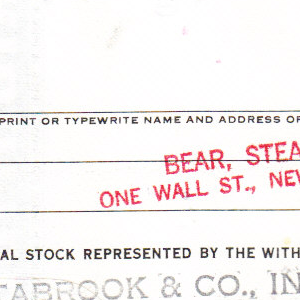 PRINT OR TYPEWRITE NAME AND ADDRESS OF
BEAR, STEA
ONE WALL ST., NEW
AL STOCK REPRESENTED BY THE WITH
TABROOK & CO., IN